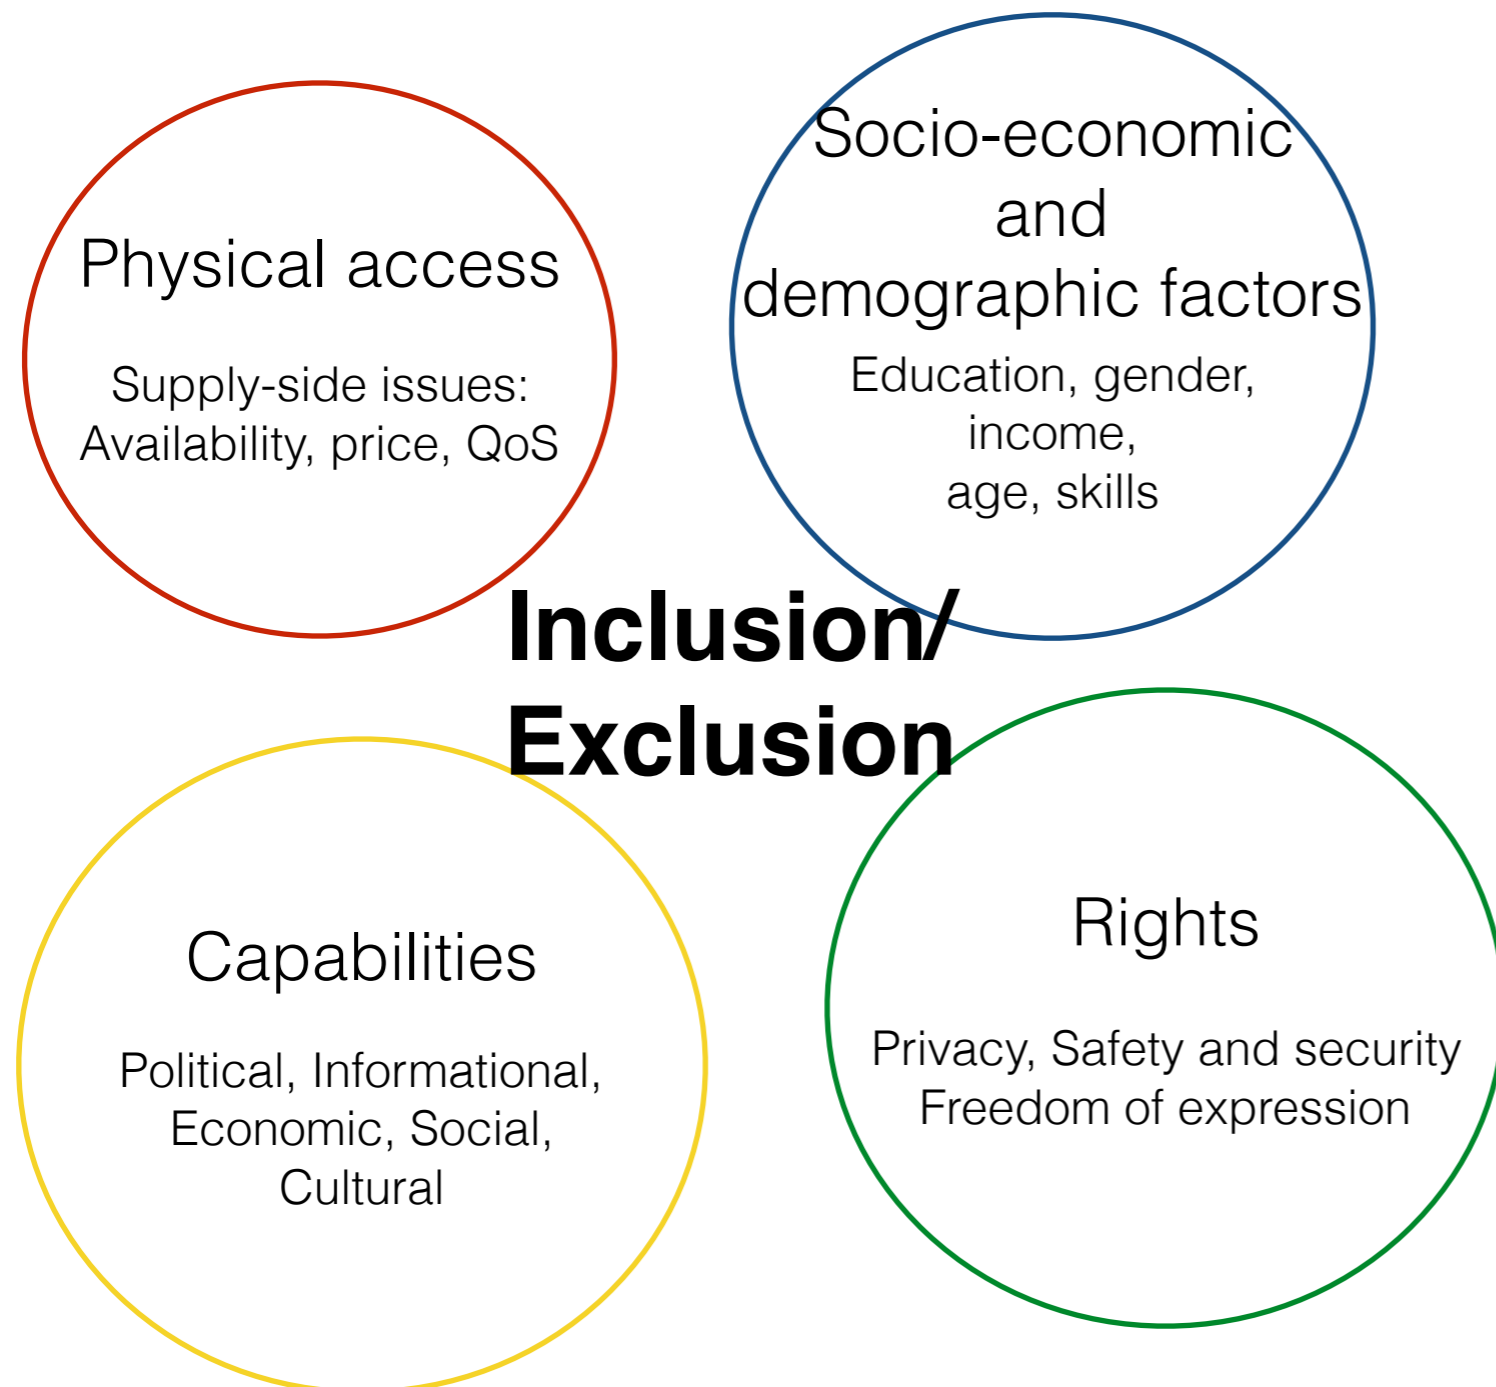 Physical access
Supply-side issues:
Availability, price, QoS
Socio-economic
and
demographic factors
Education, gender,
income,
age, skills
Inclusion/
Exclusion
Capabilities
Political, Informational,
Economic, Social,
Cultural
Rights
Privacy, Safety and security
Freedom of expression